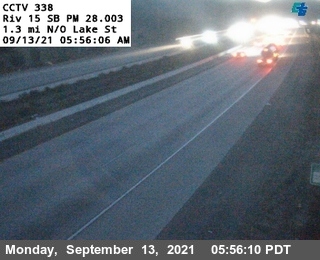 CCTV 338
Riv 15 SB PM 28.003
1.3 mi N/O Lake St
09/13/21 05:56:06 AM
Monday, September 13, 2021 05:56:10 PDT